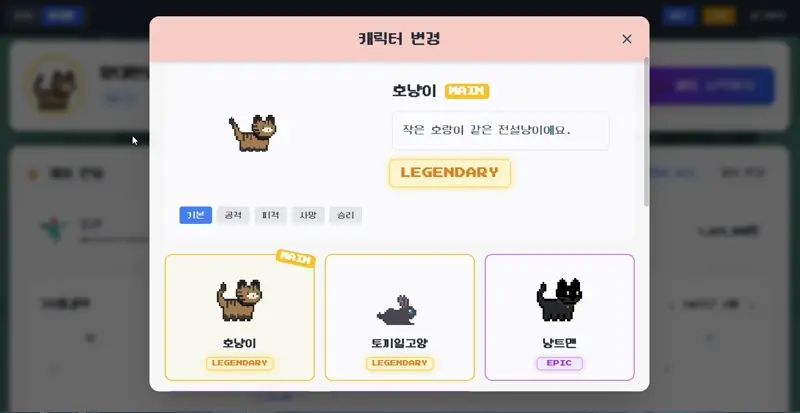 캐릭터 변경
호냥이 MAIN
작은 호랑이 같은 전설냥이에요.
LEGENDARY
기본 공격 피격 사망 승리
MAIN
호냥이 토끼일고양 냥트맨
LEGENDARY LEGENDARY EPIC